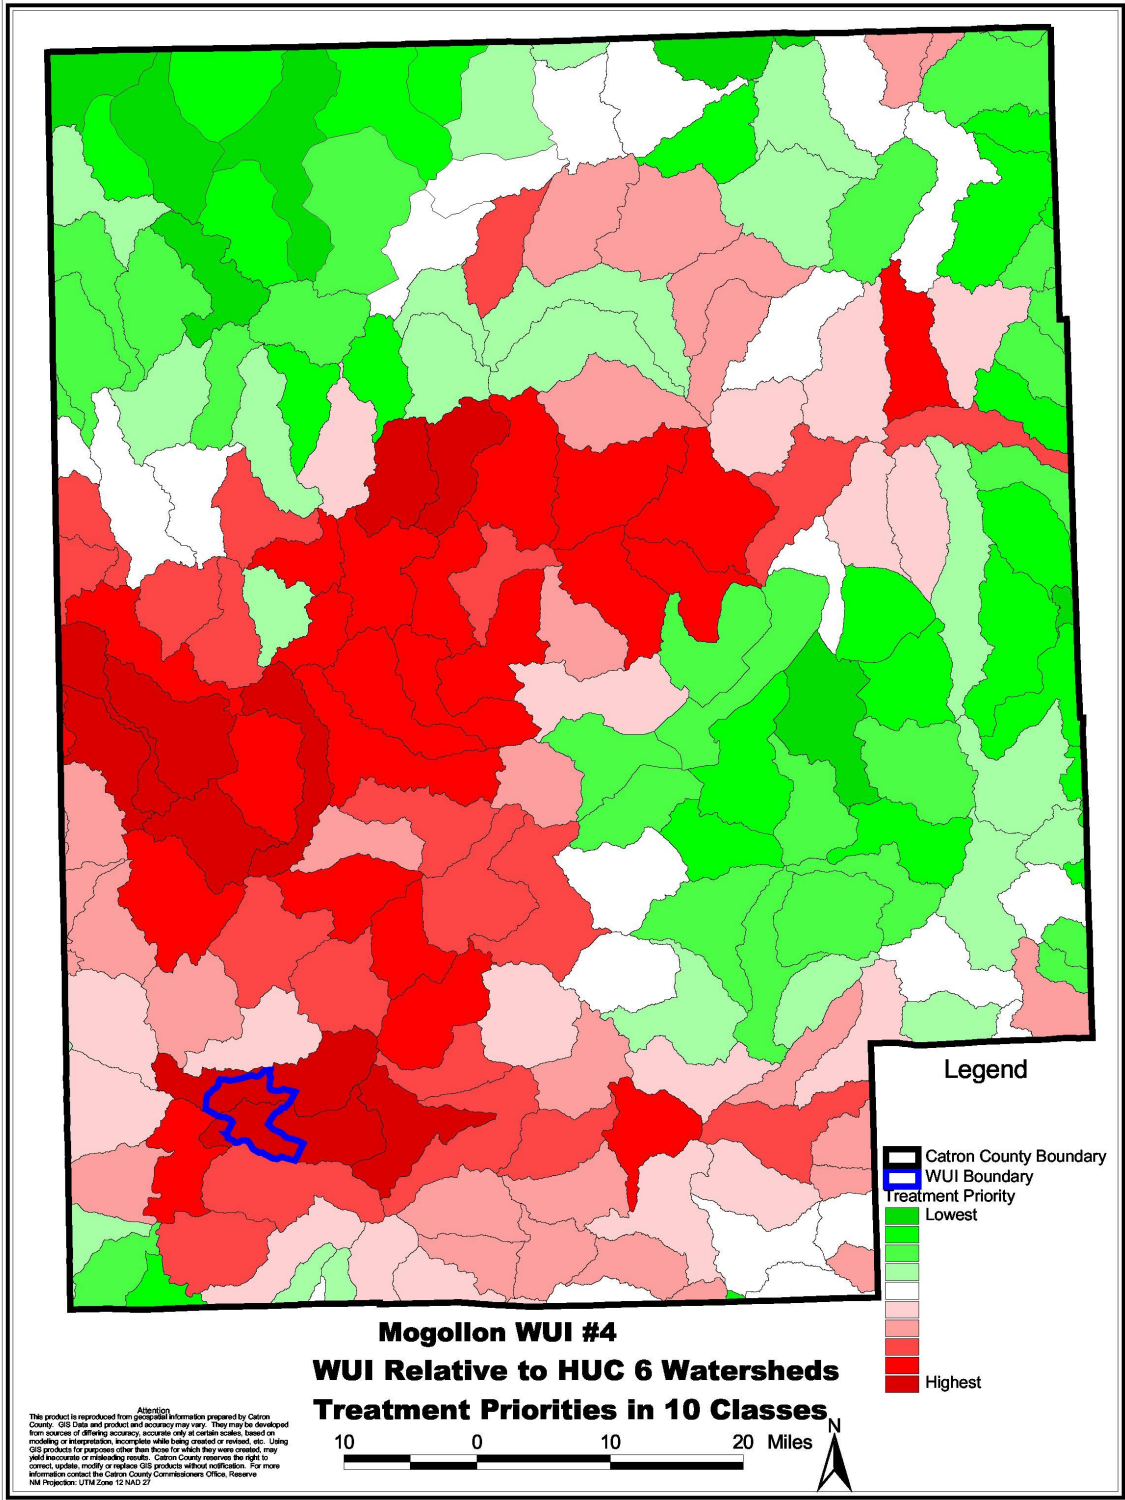 Legend
Catron County Boundary
WUI Boundary
Treatment Priority
Lowest
Highest
Mogollon WUI #4
WUI Relative to HUC 6 Watersheds
Treatment Priorities in 10 Classes
10 0 10 20 Miles
N
Attention
This product is reproduced from geospatial information prepared by Catron
County. GIS Data and product and accuracy may vary. They may be developed
from sources of differing accuracy, accurate only at certain scales, based on
modeling or interpretation, incomplete while being created or revised, etc. Using
GIS products for purposes other than those for which they were created, may
yield inaccurate or misleading results. Catron County reserves the right to
correct, update, modify or replace GIS products without notification. For more
information contact the Catron County Commissioners Office, Reserve
NM Projection: UTM Zone 12 NAD 27